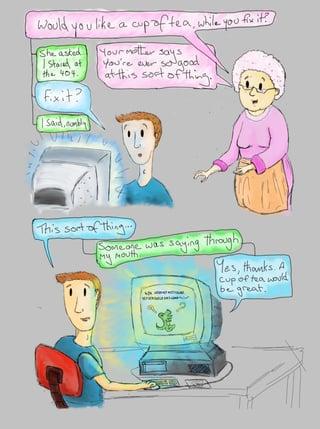 Would you like a cup of tea, while you fix it?
She asked.
I stared, at
the 404.
Your mother says
you're ever so good
at this sort of thing.
Fix it?
I said, numbly
This sort of thing...
Someone was saying through
my mouth.
Yes, thanks. A
cup of tea would
be great.